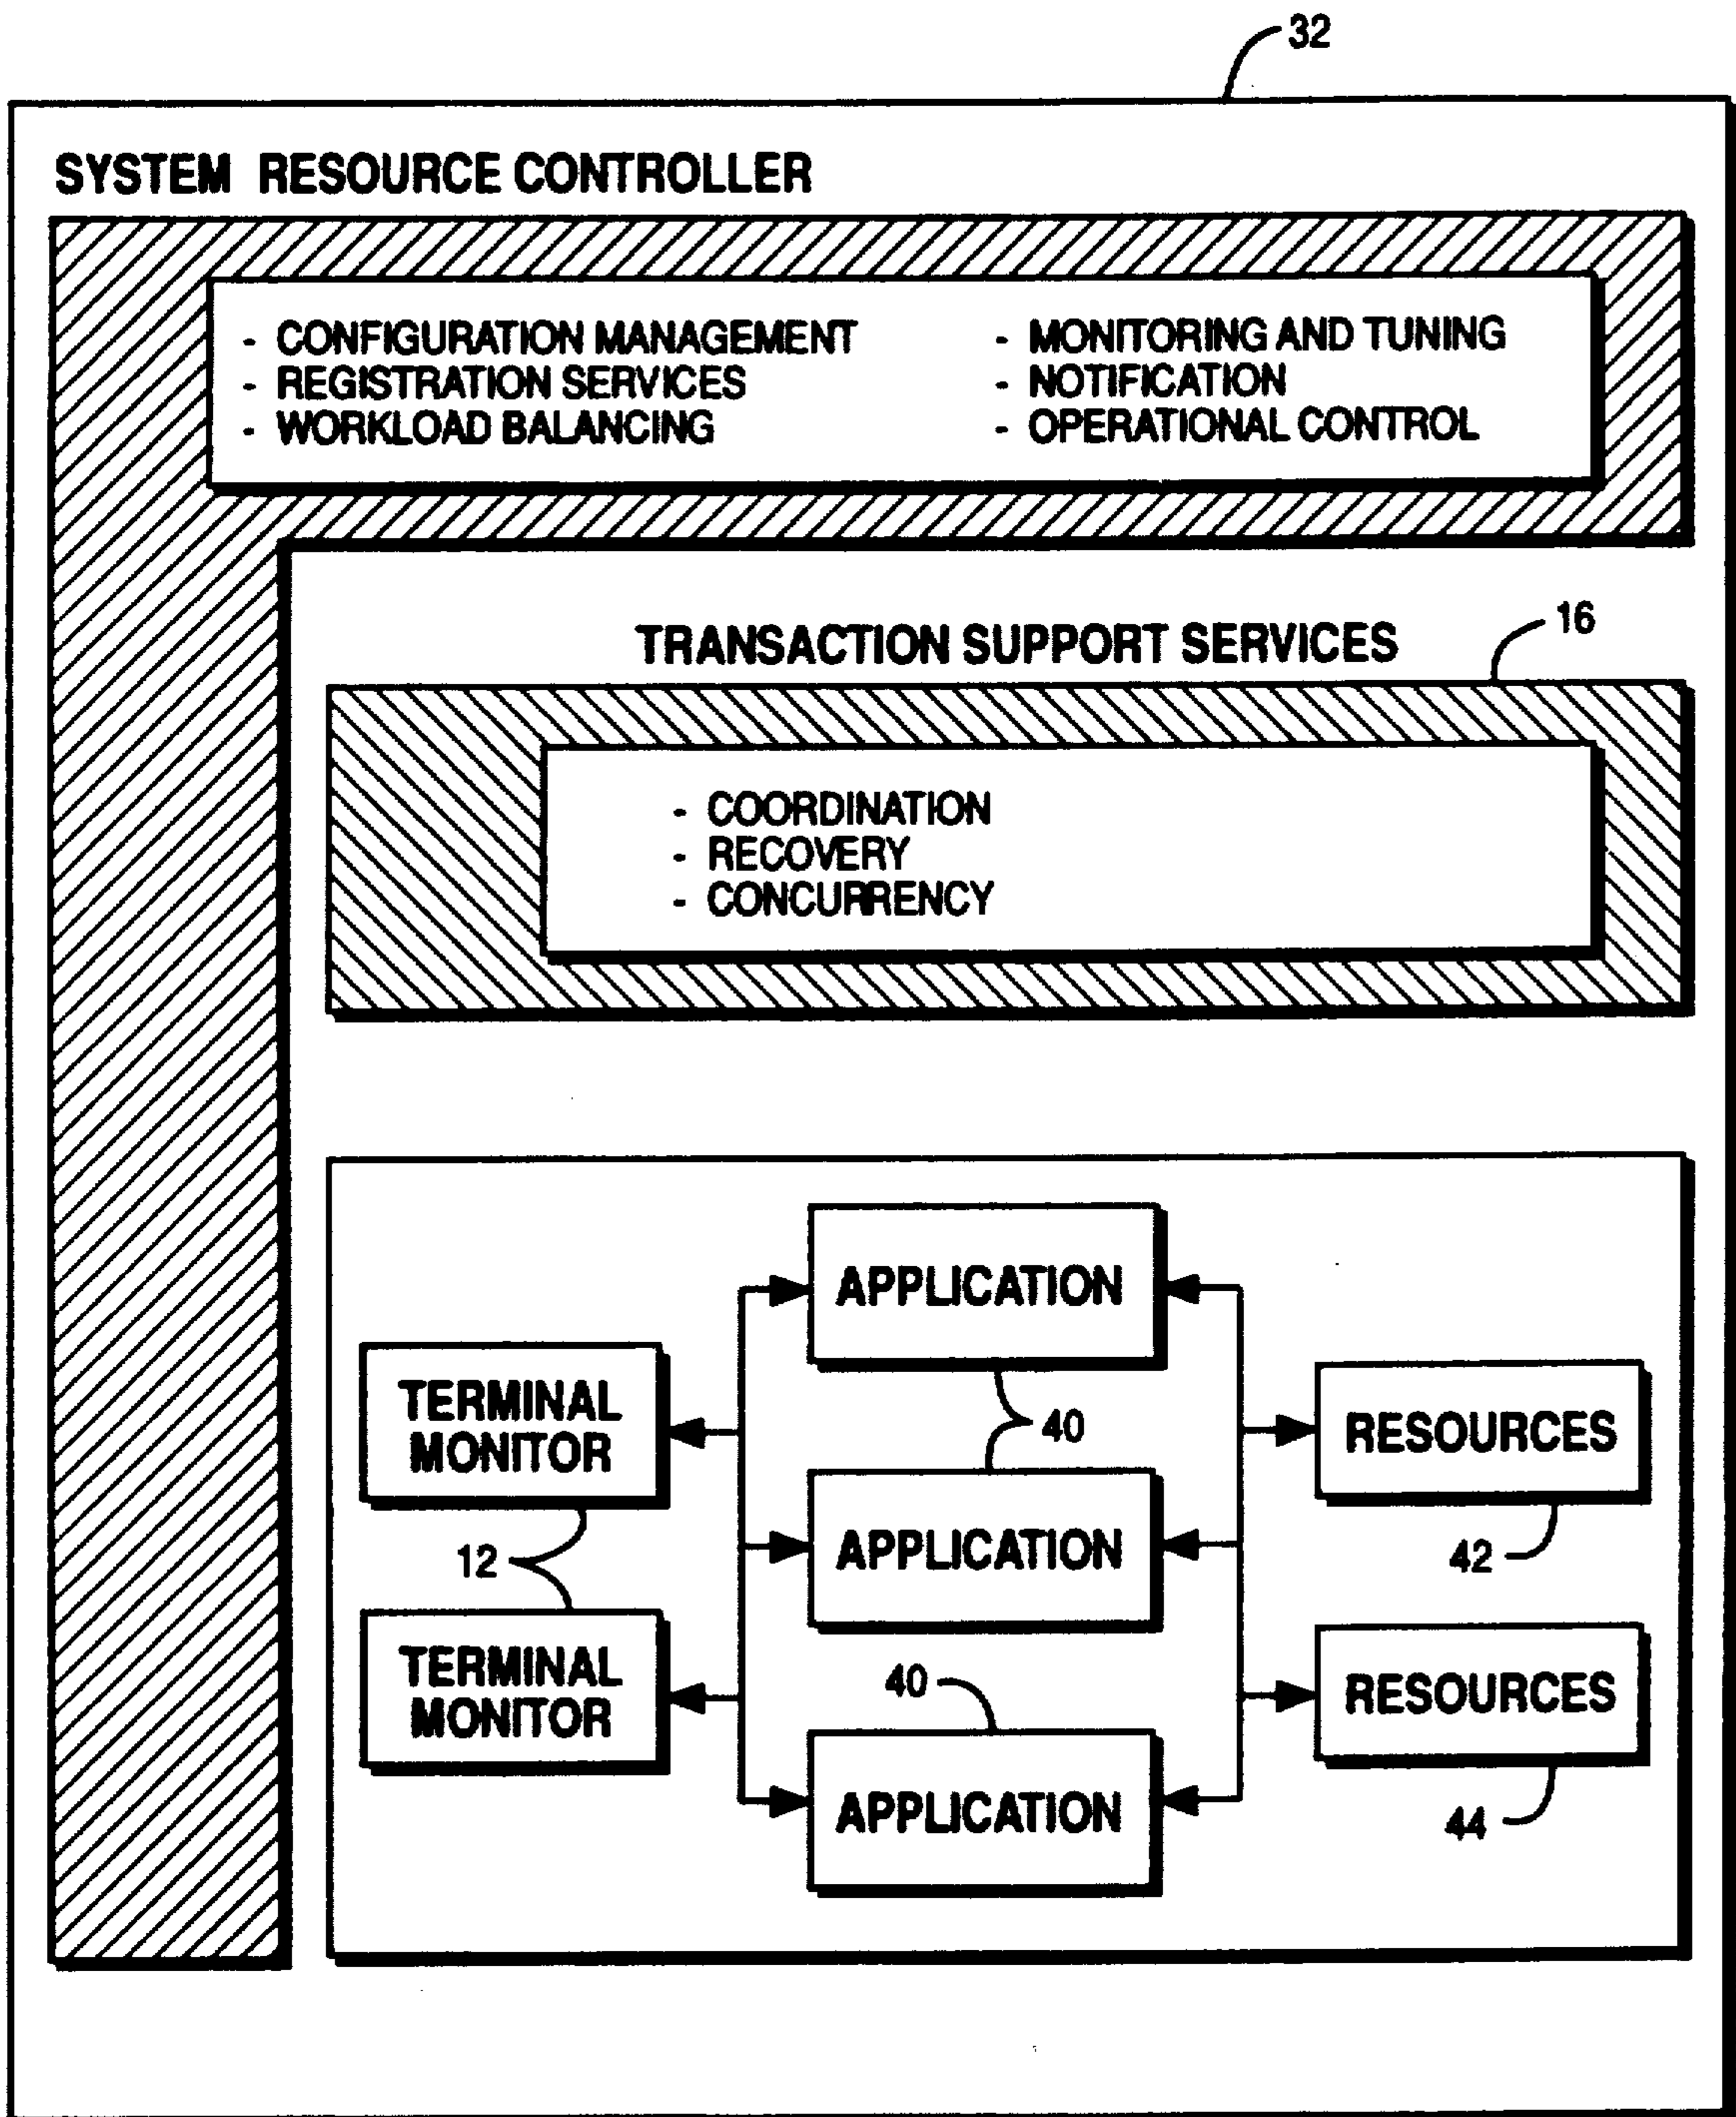 32
SYSTEM RESOURCE CONTROLLER
- CONFIGURATION MANAGEMENT
- REGISTRATION SERVICES
- WORKLOAD BALANCING
- MONITORING AND TUNING
- NOTIFICATION
- OPERATIONAL CONTROL
TRANSACTION SUPPORT SERVICES
16
- COORDINATION
- RECOVERY
- CONCURRENCY
APPLICATION
TERMINAL
MONITOR
40
RESOURCES
12
APPLICATION
42
TERMINAL
MONITOR
40
RESOURCES
APPLICATION
44